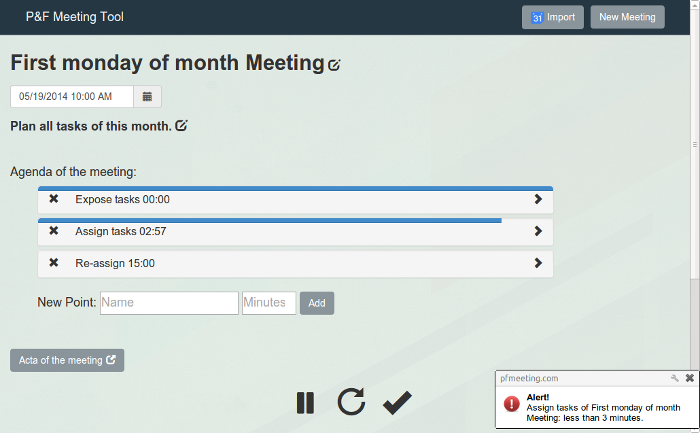 P&F Meeting Tool
31 Import
New Meeting
First monday of month Meeting
05/19/2014 10:00 AM
Plan all tasks of this month.
Agenda of the meeting:
Expose tasks 00:00
Assign tasks 02:57
Re-assign 15:00
New Point: Name Minutes Add
Acta of the meeting
pfmeeting.com
Alert!
Assign tasks of First monday of month
Meeting: less than 3 minutes.